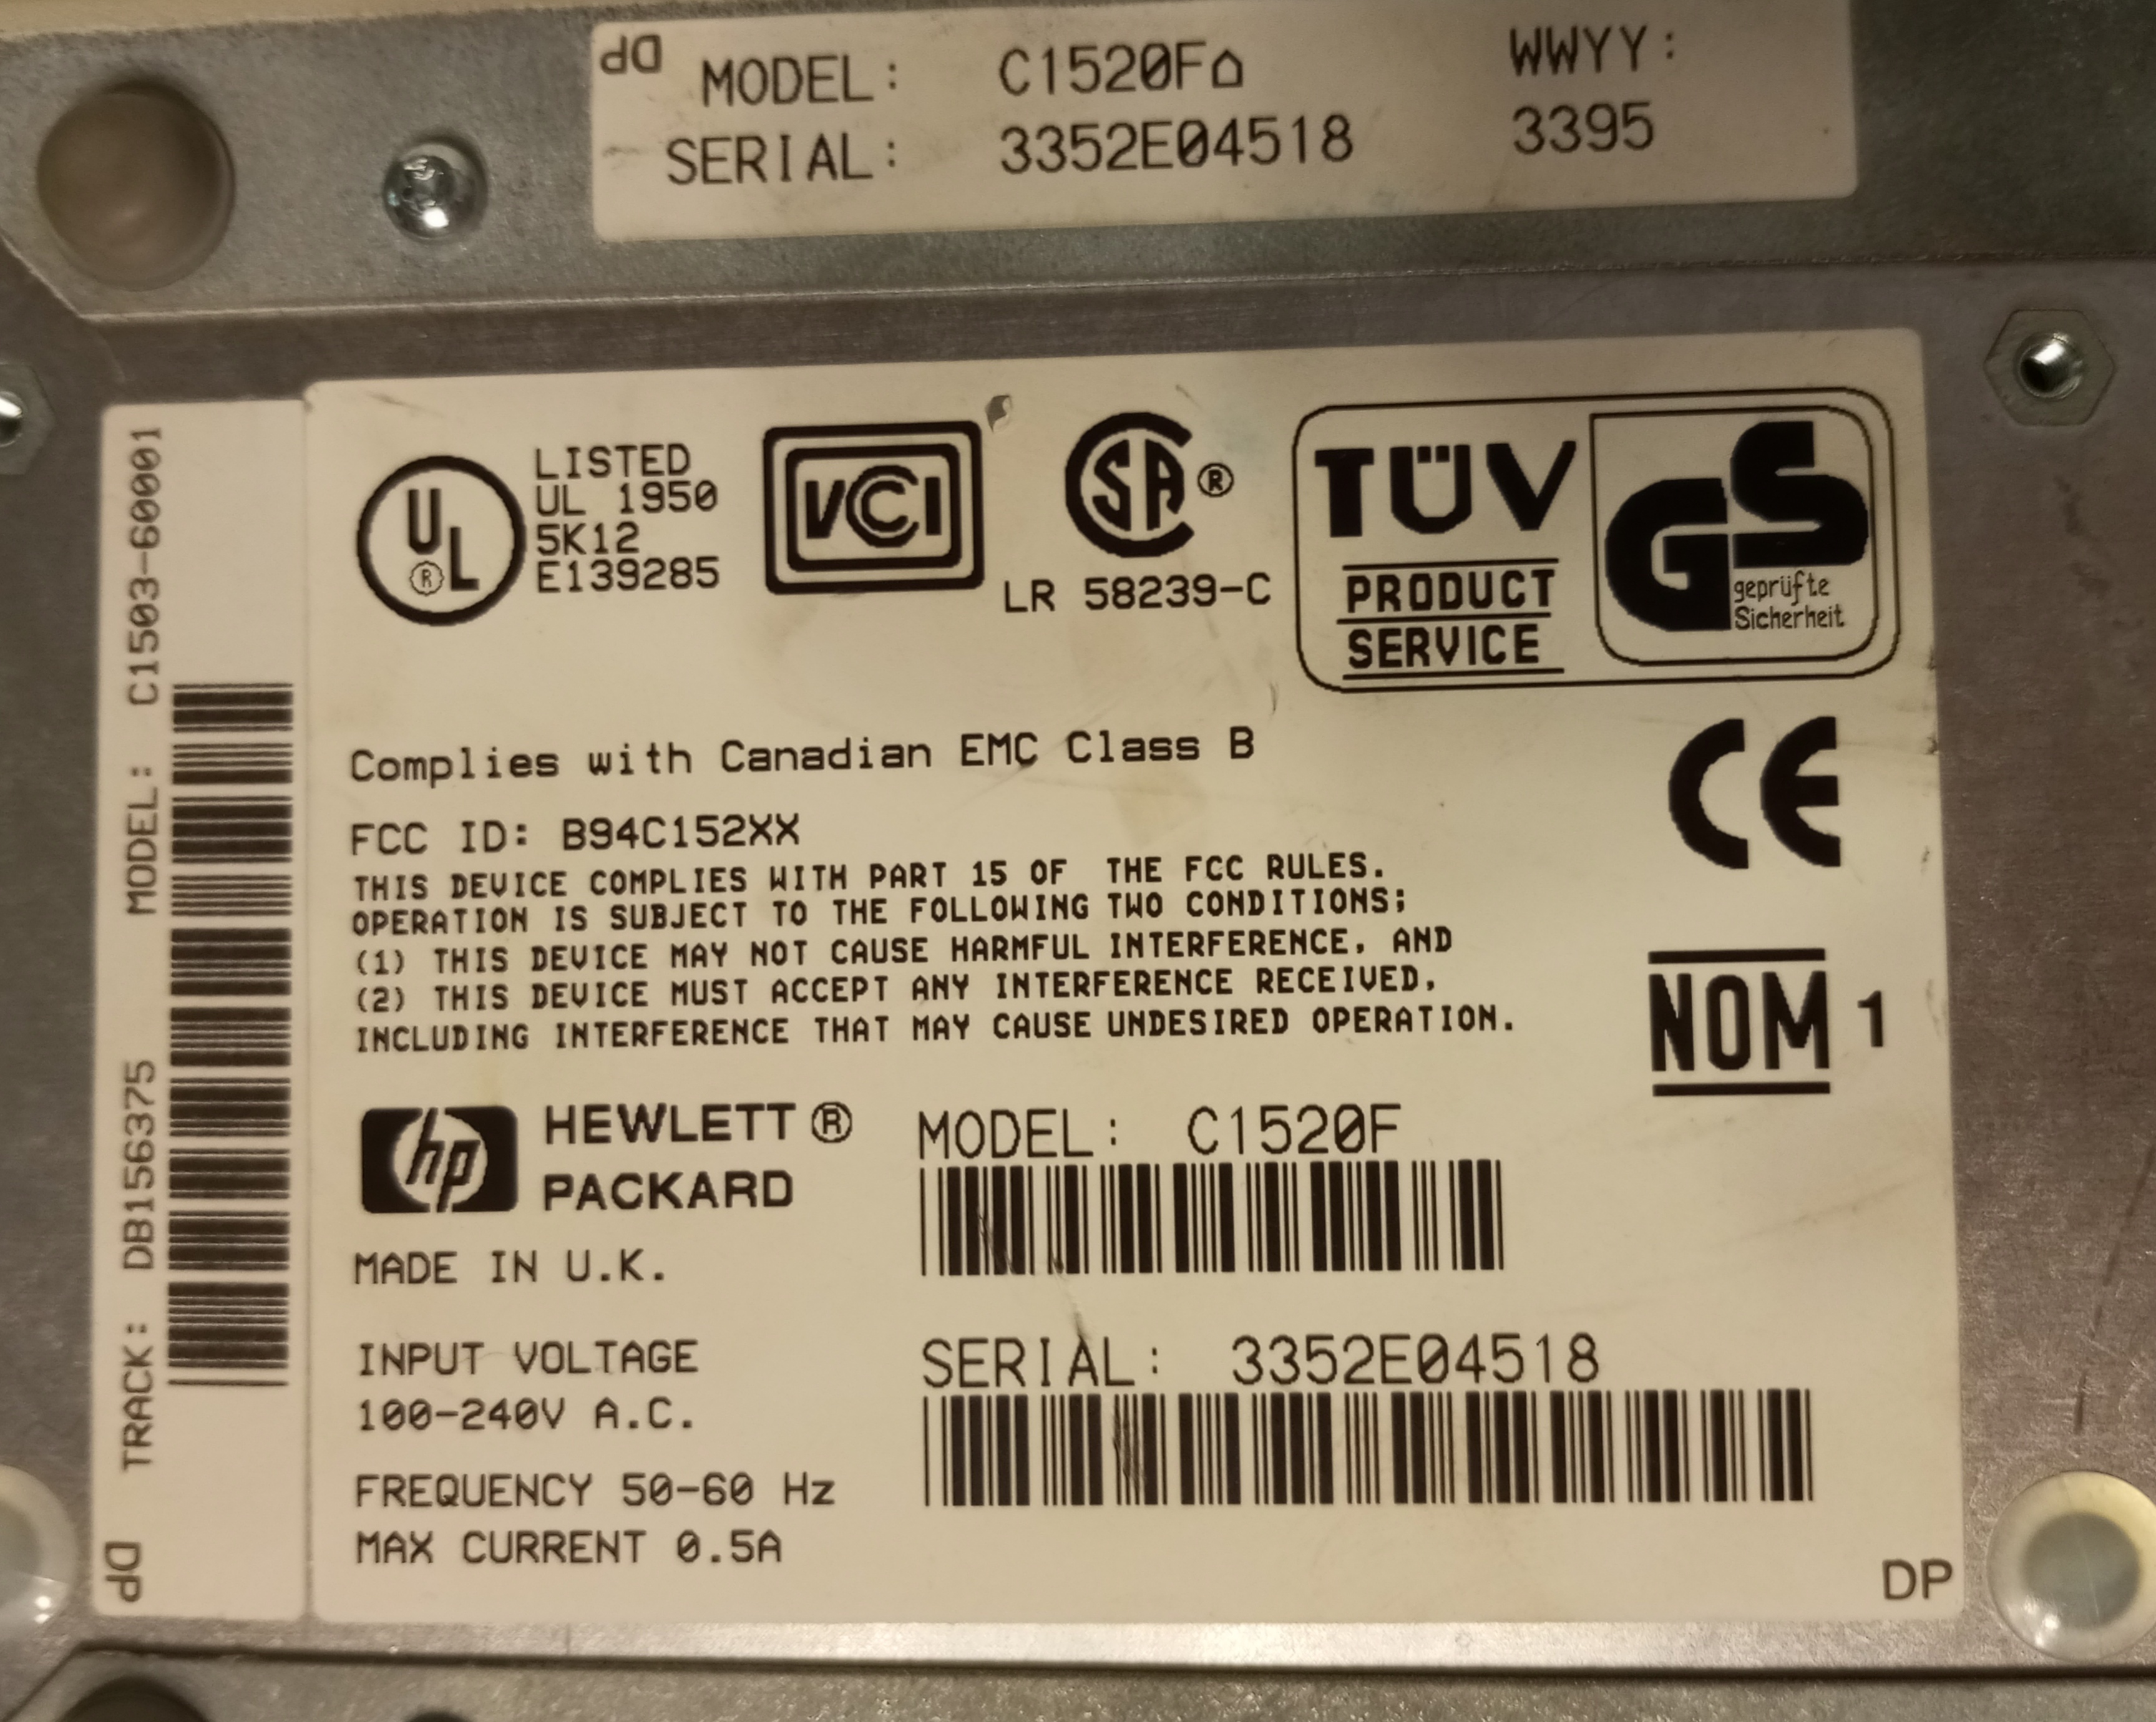 DP
MODEL: C1520F⌂ WWYY:
SERIAL: 3352E04518 3395
TRACK: DB156375 MODEL: C1503-60001
DP
UL ®
LISTED
UL 1950
5K12
E139285
VCI
SA ®
LR 58239-C
TÜV
PRODUCT
SERVICE
GS
geprüfte
Sicherheit
Complies with Canadian EMC Class B
CE
FCC ID: B94C152XX
THIS DEVICE COMPLIES WITH PART 15 OF THE FCC RULES.
OPERATION IS SUBJECT TO THE FOLLOWING TWO CONDITIONS;
(1) THIS DEVICE MAY NOT CAUSE HARMFUL INTERFERENCE, AND
(2) THIS DEVICE MUST ACCEPT ANY INTERFERENCE RECEIVED,
INCLUDING INTERFERENCE THAT MAY CAUSE UNDESIRED OPERATION.
NOM 1
hp HEWLETT ®
PACKARD
MADE IN U.K.
MODEL: C1520F
INPUT VOLTAGE
100-240V A.C.
SERIAL: 3352E04518
FREQUENCY 50-60 Hz
MAX CURRENT 0.5A
DP